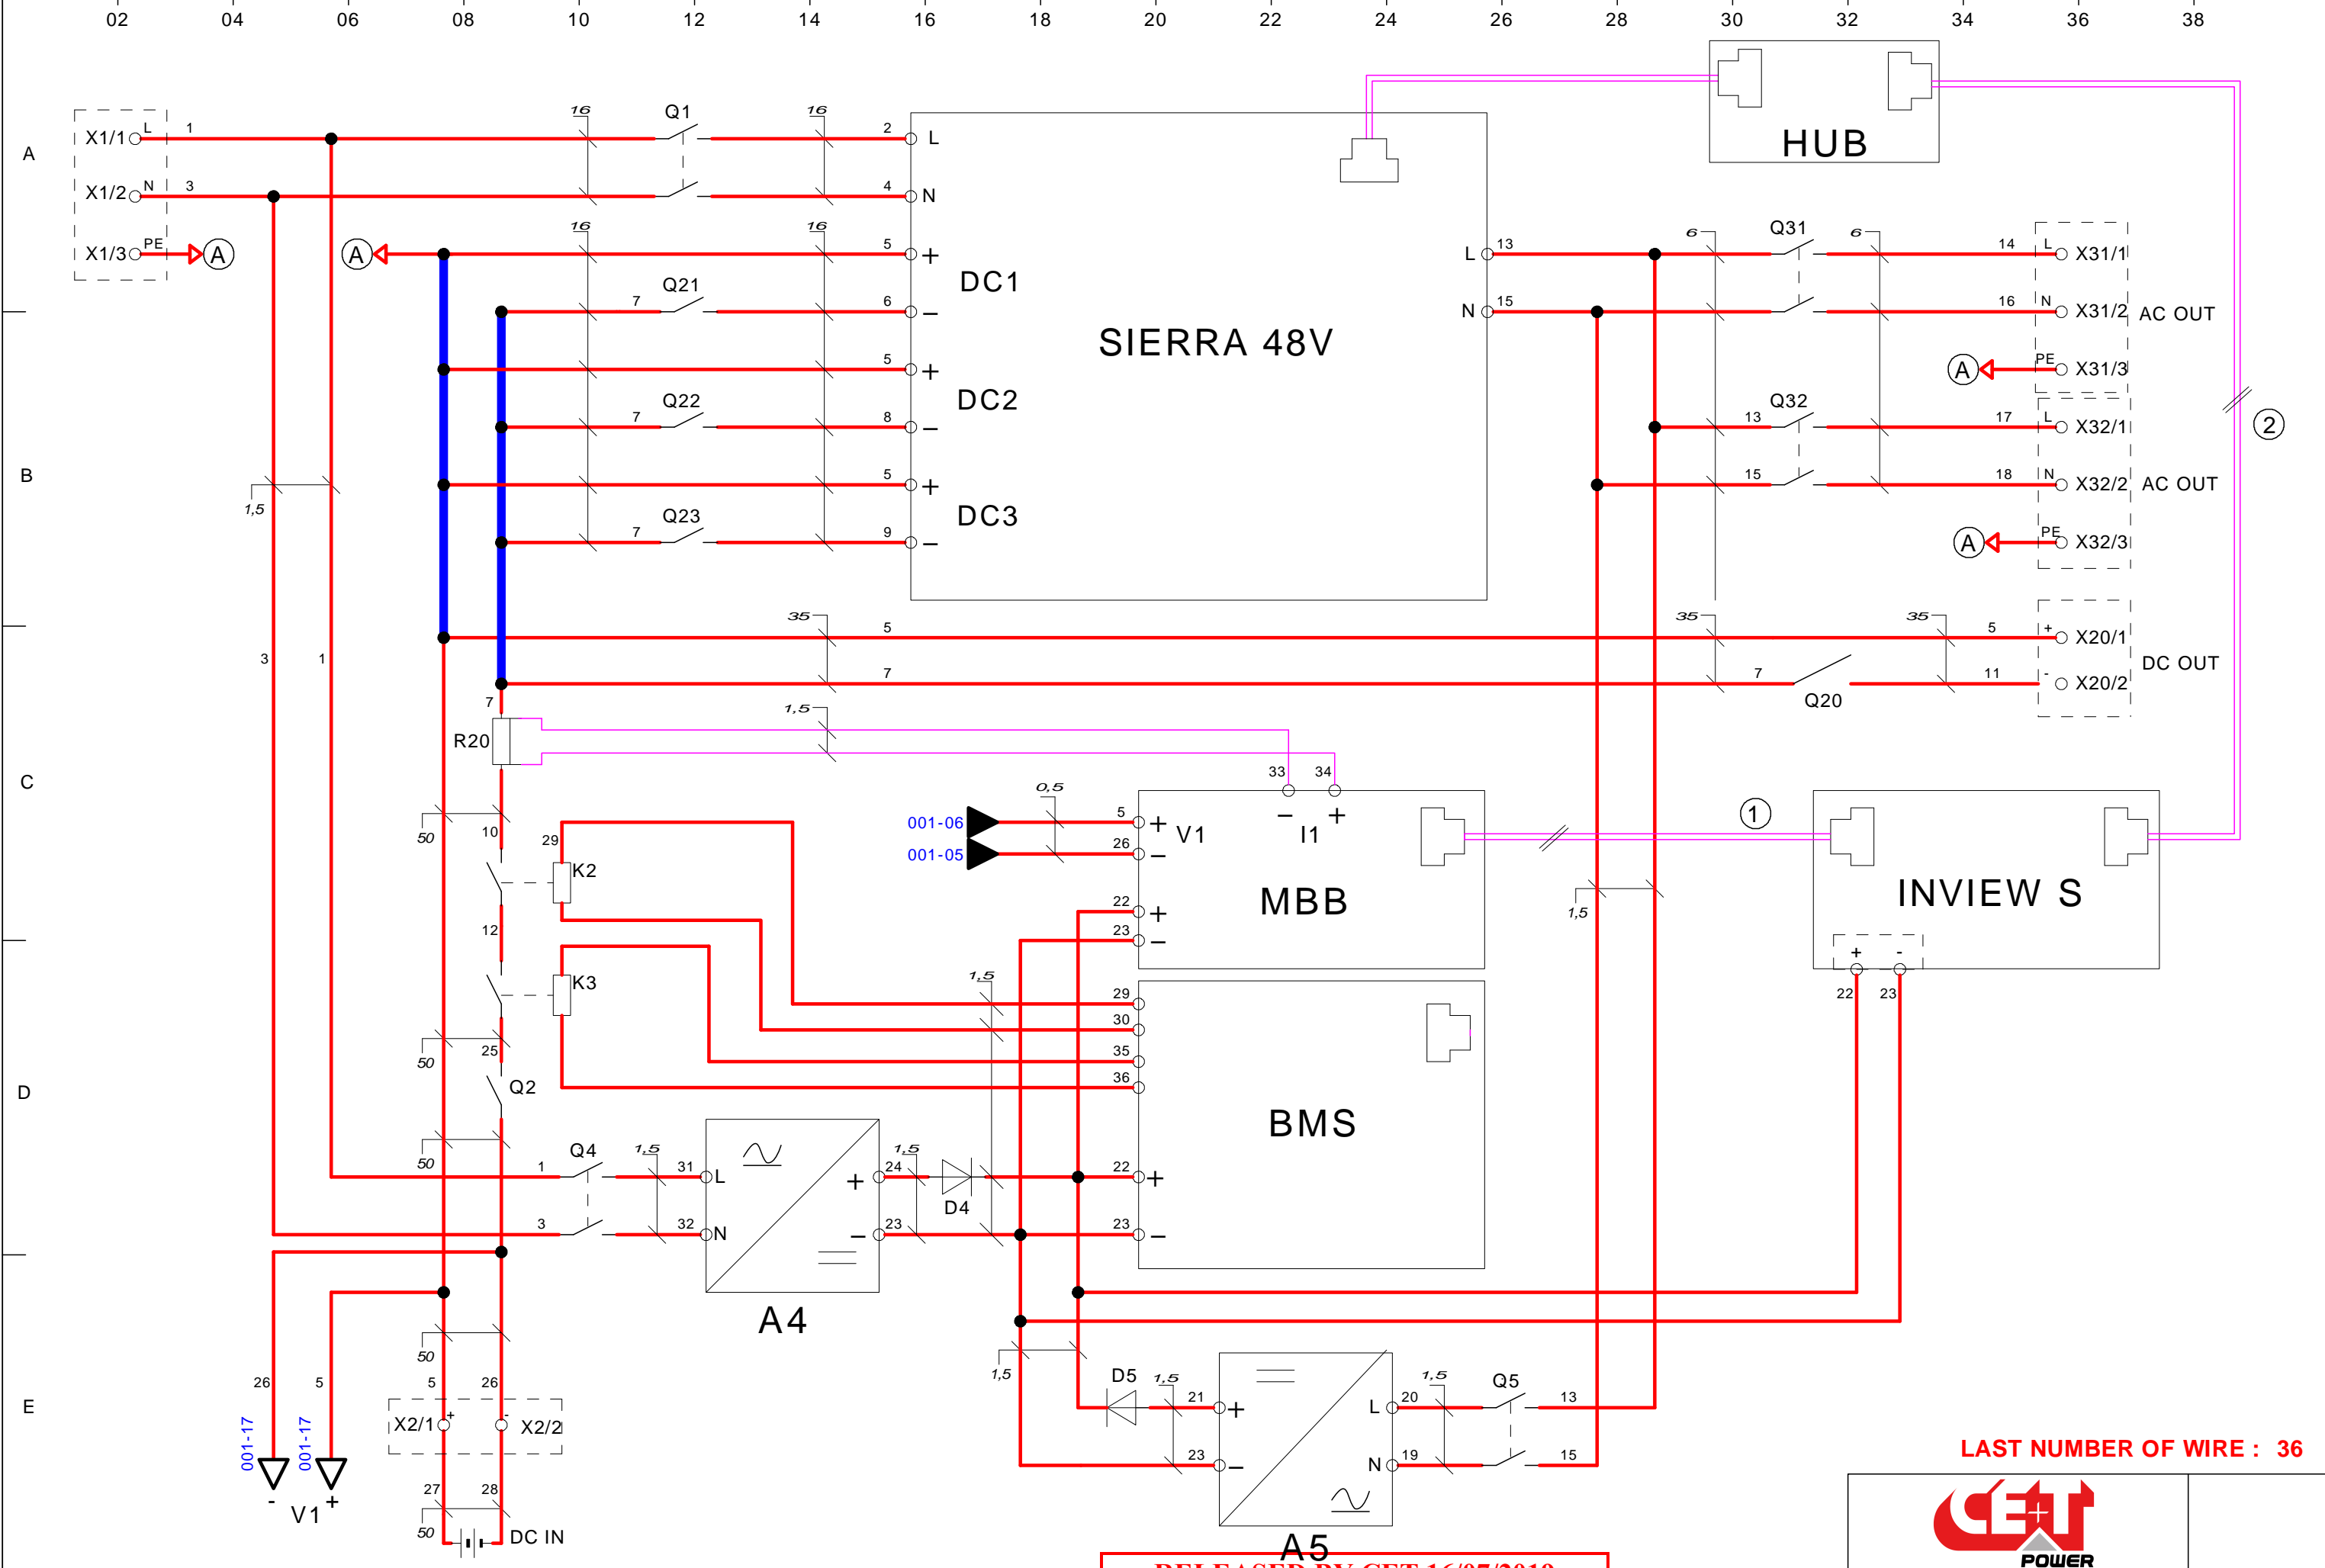 02 04 06 08 10 12 14 16 18 20 22 24 26 28 30 32 34 36 38
HUB
16 Q1 16
A X1/1 L 1 2 L
X1/2 N 3 4 N
16 16 6 Q31 6
X1/3 PE A A 5 + L 13 14 L X31/1
DC1
Q21
7 6 − N 15 16 N X31/2 AC OUT
SIERRA 48V
5 + A PE X31/3
DC2
Q22 Q32
7 8 − 13 17 L X32/1 2
B 5 + 15 18 N X32/2 AC OUT
1,5
DC3
Q23
7 9 − A PE X32/3
35 35 35
5 5 + X20/1
3 1 DC OUT
7 7 11 - X20/2
7 Q20
1,5
R20
C 33 34
0,5
50 001-06 5 + V1 − I1 + 1
10 29 001-05 26 −
K2
MBB INVIEW S
22 + 1,5
12 23 −
+ -
K3 1,5 22 23
29
30
50 25 35
36
D Q2
BMS
50 Q4 1,5 1,5
1 31 L + 24 22 +
D4
3 32 N − 23 23 −
A4
50
1,5 D5 1,5 1,5 Q5
26 5 5 26 21 + L 20 13
E
X2/1 + - X2/2
001-17 001-17 23 − N 19 15
LAST NUMBER OF WIRE : 36
27 28
- V1 +
50 DC IN
A5
RELEASED BY CET 16/07/2019
CE+T
POWER